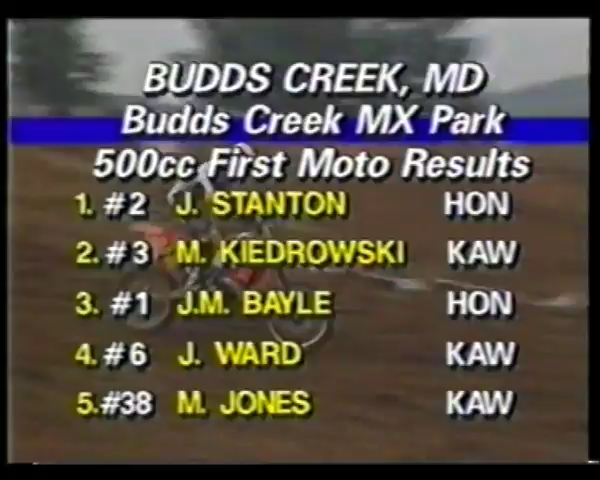 BUDDS CREEK, MD
Budds Creek MX Park
500cc First Moto Results
1. #2 J. STANTON HON
2. #3 M. KIEDROWSKI KAW
3. #1 J.M. BAYLE HON
4. #6 J. WARD KAW
5. #38 M. JONES KAW